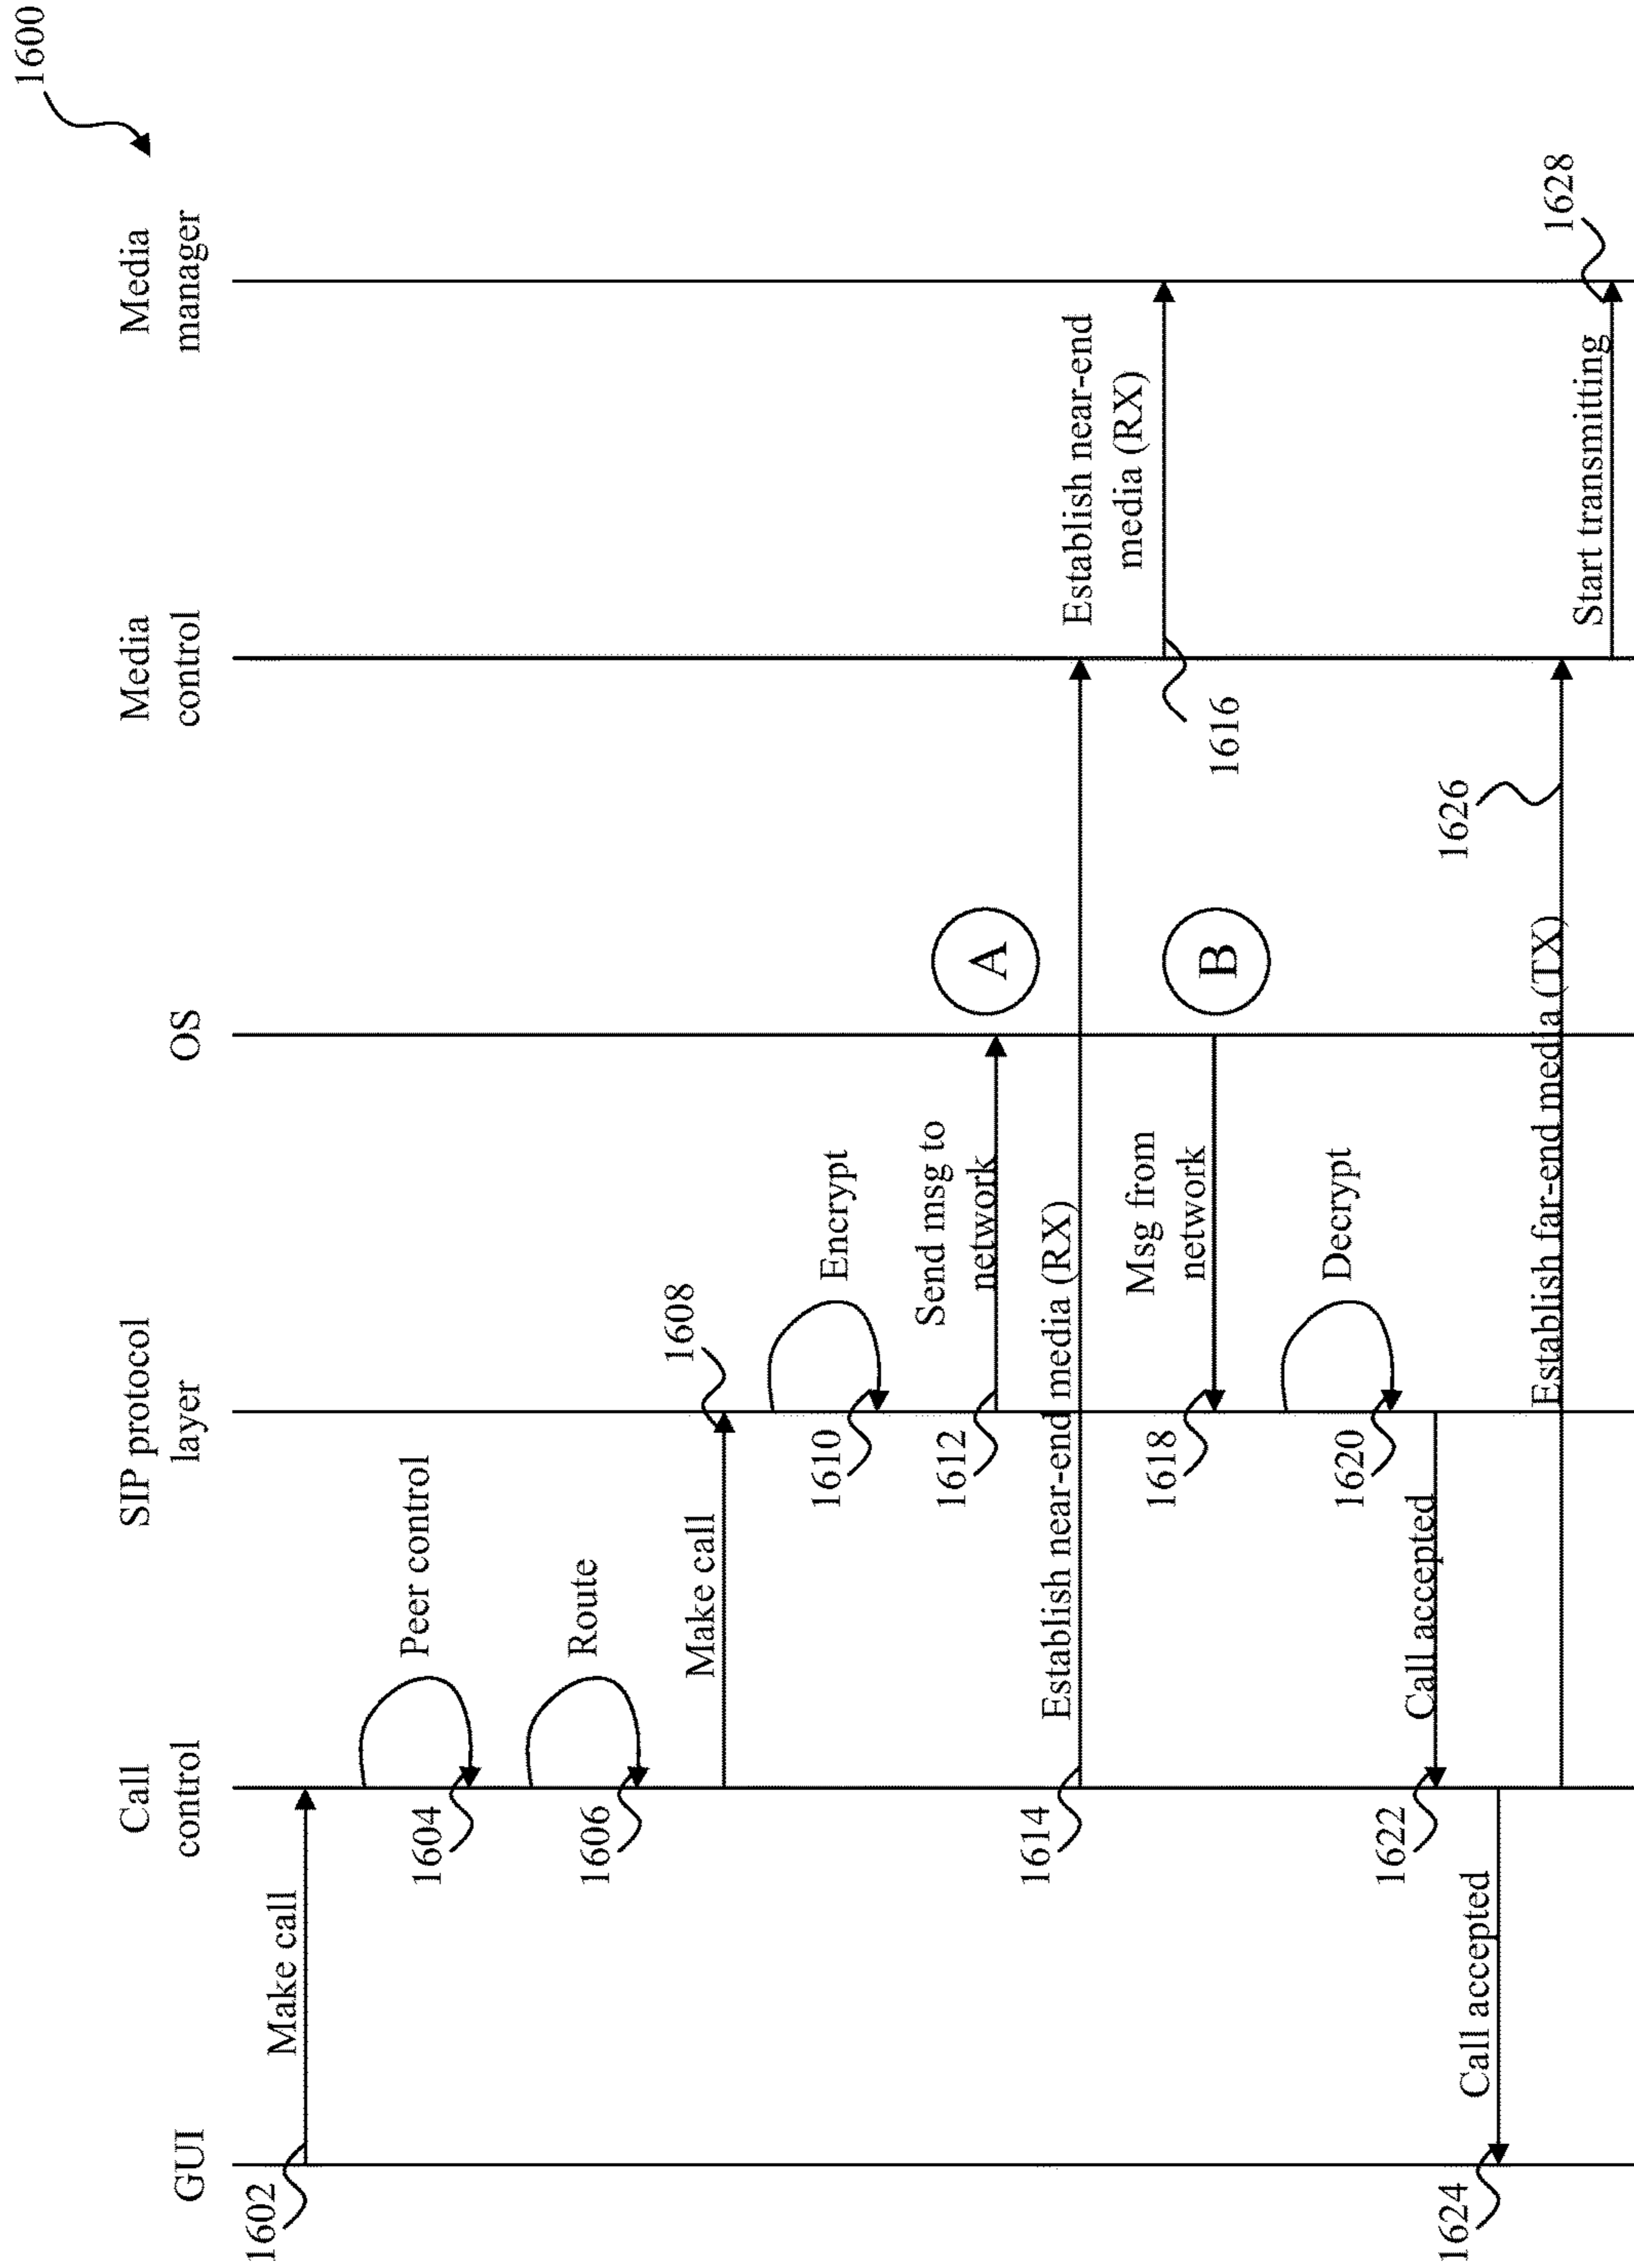 1600
GUI
Call
control
SIP protocol
layer
OS
Media
control
Media
manager
1602
Make call
1604
Peer control
1606
Route
Make call
1608
1610
Encrypt
1612
Send msg to
network
A
1614
Establish near-end media (RX)
1616
Establish near-end
media (RX)
1618
Msg from
network
B
1620
Decrypt
1622
Call accepted
1624
Call accepted
Establish far-end media (TX)
1626
Start transmitting
1628